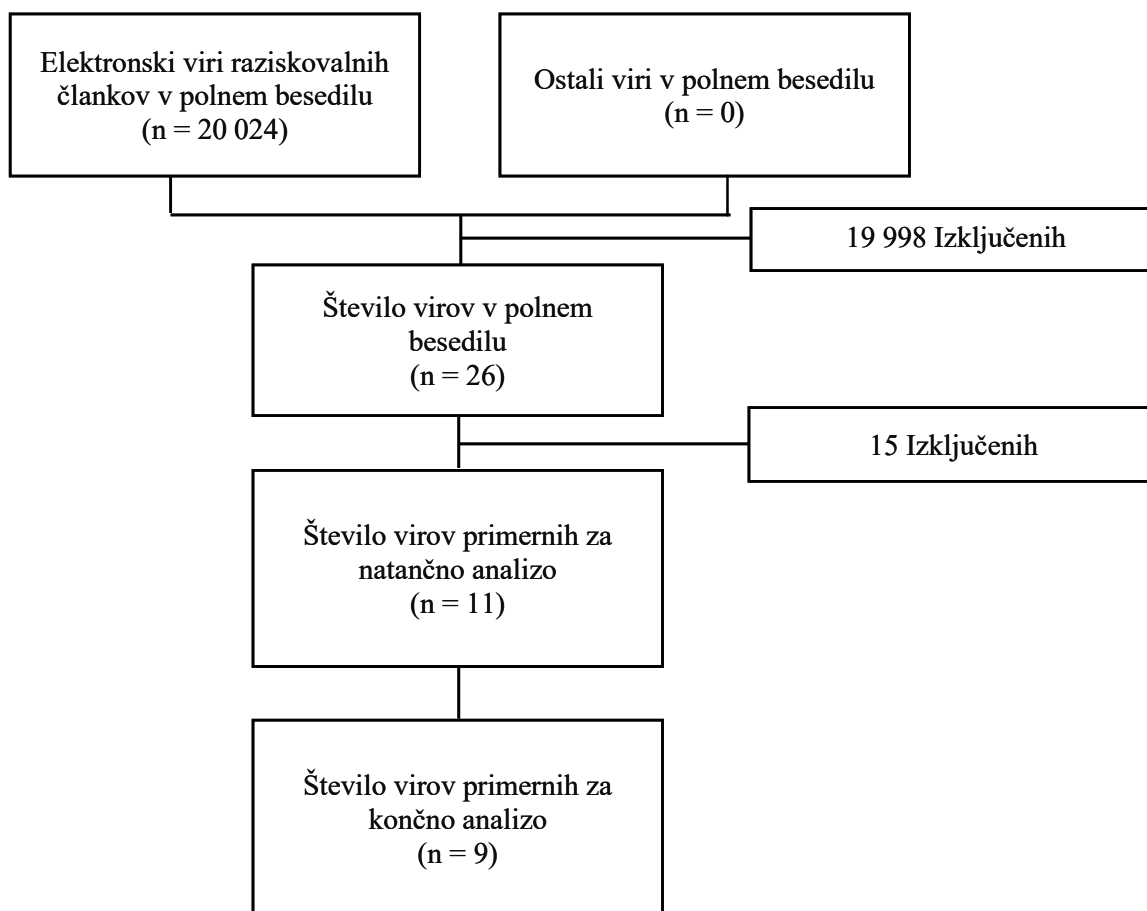 Elektronski viri raziskovalnih
člankov v polnem besedilu
(n = 20 024)
Ostali viri v polnem besedilu
(n = 0)
19 998 Izključenih
Število virov v polnem
besedilu
(n = 26)
15 Izključenih
Število virov primernih za
natančno analizo
(n = 11)
Število virov primernih za
končno analizo
(n = 9)